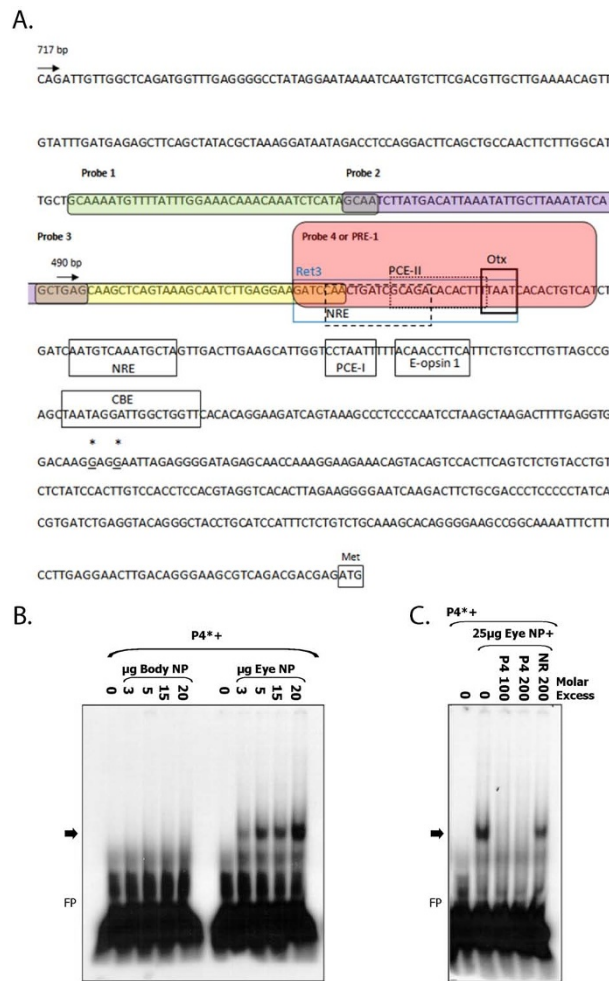 A.
717 bp
CAGATTGTTGGCTCAGATGGTTTGAGGGGCCTATAGGAATAAAATCAATGTCTTCGACGTTGCTTGAAAACAGTT
GTATTTGATGAGAGCTTCAGCTATACGCTAAAGGATAATAGACCTCCAGGACTTCAGCTGCCAACTTCTTTGGCAT
Probe 1 Probe 2
TGCTGCAAAATGTTTTATTTGGAAACAAACAAATCTCATAGCAATCTTATGACATTAAATATTGCTTAAATATCA
Probe 3 Probe 4 or PRE-1
490 bp Ret3 PCE-II Otx
GCTGAGCAAGCTCAGTAAAGCAATCTTGAGGAAGATCCAACTGATCGCAGACACACTTTTAATCACACTGTCATCT
NRE
GATCAATGTCAAATGCTAGTTGACTTGAAGCATTGGTCCTAATTTTTACAACCTTCATTTCTGTCCTTGTTAGCCG
NRE PCE-I E-opsin 1
CBE
AGCTAATAGGATTGGCTGGTTCACACAGGAAGATCAGTAAAGCCCTCCCCAATCCTAAGCTAAGACTTTTGAGGTG
* *
GACAAGGGAGGAATTAGAGGGGATAGAGCAACCAAAGGAAGAAACAGTACAGTCCACTTCAGTCTCTGTACCTGT
CTCTATCCACTTGTCCACCTCCACGTAGGTCACACTTAGAAGGGGAATCAAGACTTCTGCGACCCTCCCCCTATCA
CGTGATCTGAGGTACAGGGCTACCTGCATCCATTTCTCTGTCTGCAAAGCACAGGGGAAGCCGGCAAAATTTCTTT
Met
CCTTGAGGAACTTGACAGGGAAGCGTCAGACGACGAGATG
B.
P4*+
µg Body NP µg Eye NP
0 3 5 15 20 0 3 5 15 20
FP
C.
P4*+
25µg Eye NP+
0 0 P4 100 P4 200 NR 200 Molar
Excess
FP